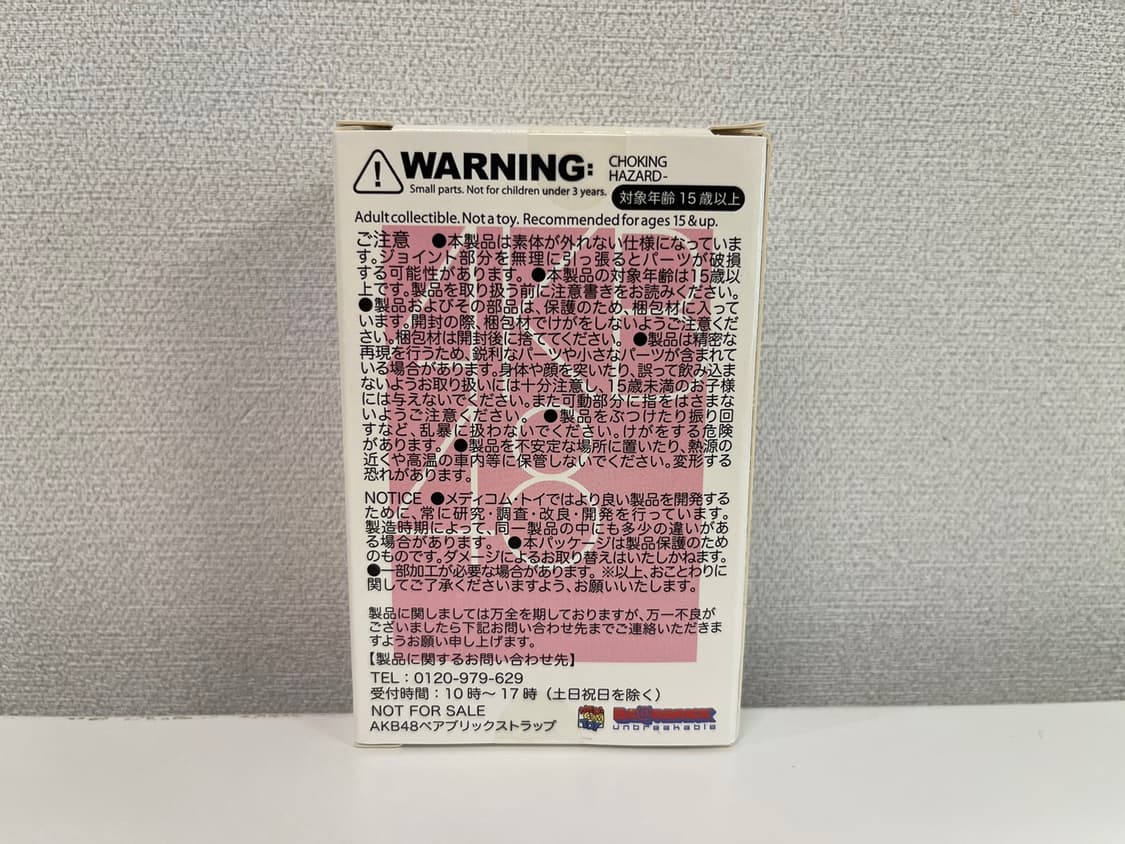 WARNING: CHOKING
HAZARD-
Small parts. Not for children under 3 years.
対象年齢 15 歳以上
Adult collectible. Not a toy. Recommended for ages 15 & up.
ご注意 ●本製品は素体が外れない仕様になっていま
す。ジョイント部分を無理に引っ張るとパーツが破損
する可能性があります。 ●本製品の対象年齢は15歳以
上です。製品を取り扱う前に注意書きをお読みください。
●製品およびその部品は、保護のため、梱包材に入って
います。開封の際、梱包材でけがをしないようご注意くだ
さい。梱包材は開封後に捨ててください。 ●製品は精密な
再現を行うため、鋭利なパーツや小さなパーツが含まれて
いる場合があります。身体や顔を突いたり、誤って飲み込ま
ないようお取り扱いには十分注意し、15歳未満のお子様
には与えないでください。また可動部分に指をはさまな
いようご注意ください。 ●製品をぶつけたり振り回
すなど、乱暴に扱わないでください。けがをする危険
があります。 ●製品を不安定な場所に置いたり、熱源の
近くや高温の車内等に保管しないでください。変形する
恐れがあります。
NOTICE ●メディコム・トイではより良い製品を開発する
ために、常に研究・調査・改良・開発を行っています。
製造時期によって、同一製品の中にも多少の違いがあ
る場合があります。 ●本パッケージは製品保護のため
のものです。ダメージによるお取り替えはいたしかねます。
●一部加工が必要な場合があります。※以上、おことわりに
関してご了承くださいますよう、お願いいたします。
製品に関しましては万全を期しておりますが、万一不良が
ございましたら下記お問い合わせ先までご連絡いただきま
すようお願い申し上げます。
【製品に関するお問い合わせ先】
TEL：0120-979-629
受付時間：10時〜17時（土日祝日を除く）
NOT FOR SALE
AKB48ベアブリックストラップ
BE@RBRICK
unbreakable
AKB
48